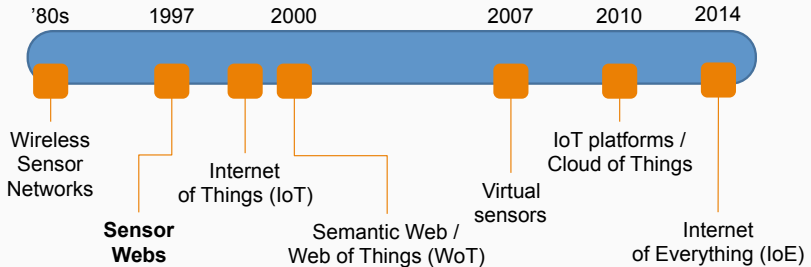 '80s
1997
2000
2007
2010
2014
Wireless
Sensor
Networks
Sensor
Webs
Internet
of Things (IoT)
Semantic Web /
Web of Things (WoT)
Virtual
sensors
IoT platforms /
Cloud of Things
Internet
of Everything (IoE)